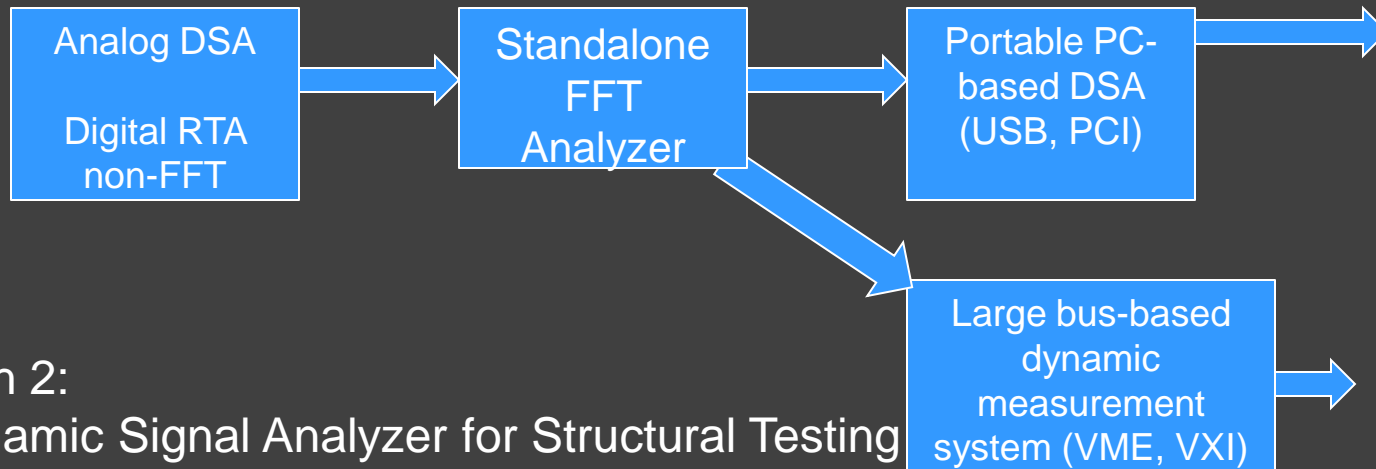 Analog DSA
Digital RTA
non-FFT
Standalone
FFT
Analyzer
Portable PC-
based DSA
(USB, PCI)
Large bus-based
dynamic
measurement
system (VME, VXI)
n 2:
amic Signal Analyzer for Structural Testing